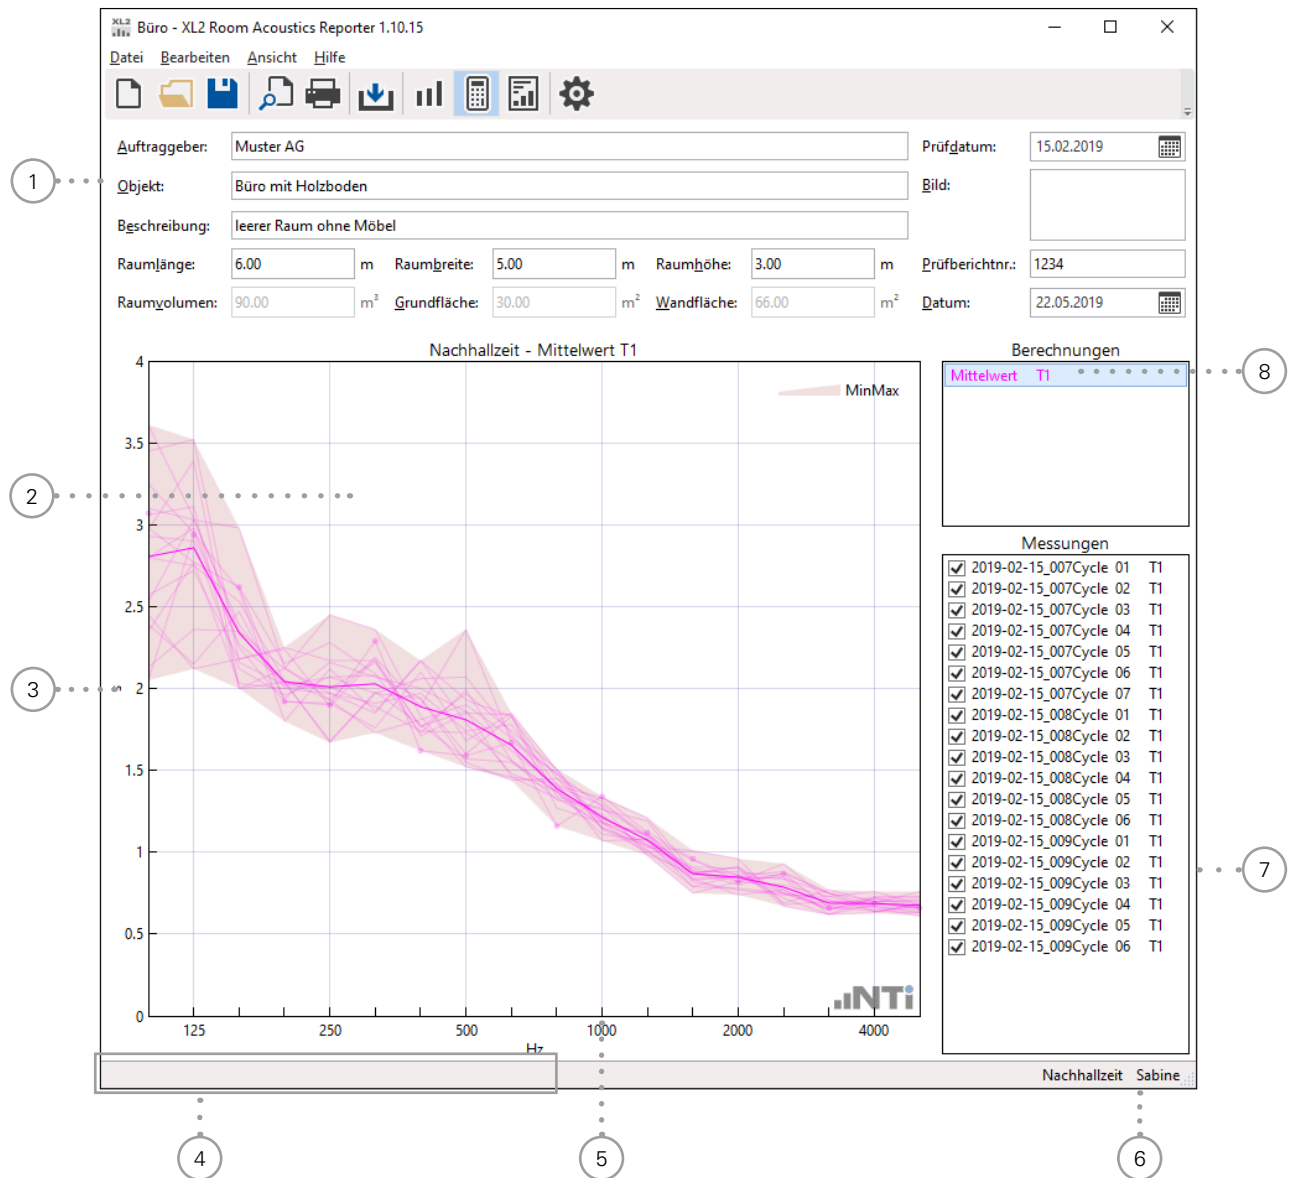 XL2 Büro - XL2 Room Acoustics Reporter 1.10.15
Datei Bearbeiten Ansicht Hilfe
Auftraggeber: Muster AG Prüfdatum: 15.02.2019
1
Objekt: Büro mit Holzboden Bild:
Beschreibung: leerer Raum ohne Möbel
Raumlänge: 6.00 m Raumbreite: 5.00 m Raumhöhe: 3.00 m Prüfberichtnr.: 1234
Raumvolumen: 90.00 m³ Grundfläche: 30.00 m² Wandfläche: 66.00 m² Datum: 22.05.2019
Nachhallzeit - Mittelwert T1
MinMax
4
3.5
3
2.5
2
1.5
1
0.5
0
125 250 500 1000 2000 4000
Hz
NTi
2
3
Berechnungen
Mittelwert T1
8
Messungen
2019-02-15_007Cycle 01 T1
2019-02-15_007Cycle 02 T1
2019-02-15_007Cycle 03 T1
2019-02-15_007Cycle 04 T1
2019-02-15_007Cycle 05 T1
2019-02-15_007Cycle 06 T1
2019-02-15_007Cycle 07 T1
2019-02-15_008Cycle 01 T1
2019-02-15_008Cycle 02 T1
2019-02-15_008Cycle 03 T1
2019-02-15_008Cycle 04 T1
2019-02-15_008Cycle 05 T1
2019-02-15_008Cycle 06 T1
2019-02-15_009Cycle 01 T1
2019-02-15_009Cycle 02 T1
2019-02-15_009Cycle 03 T1
2019-02-15_009Cycle 04 T1
2019-02-15_009Cycle 05 T1
2019-02-15_009Cycle 06 T1
7
Nachhallzeit Sabine
4
5
6